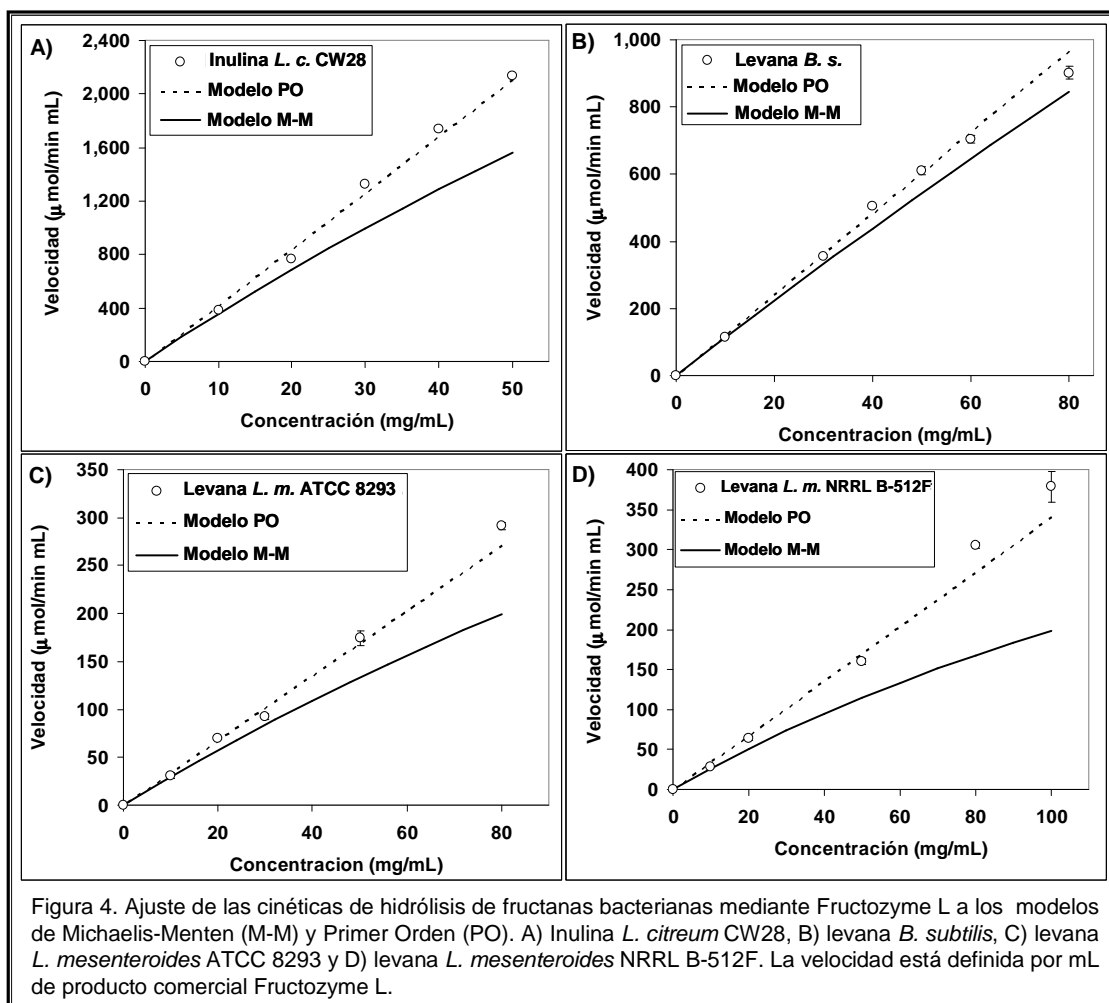 A)
2,400
2,000
1,600
1,200
800
400
0
Velocidad (μmol/min mL)
Inulina L. c. CW28
Modelo PO
Modelo M-M
0 10 20 30 40 50
Concentración (mg/mL)
B)
1,000
800
600
400
200
0
Velocidad (μmol/min mL)
Levana B. s.
Modelo PO
Modelo M-M
0 20 40 60 80
Concentracion (mg/mL)
C)
350
300
250
200
150
100
50
0
Velocidad (μmol/min mL)
Levana L. m. ATCC 8293
Modelo PO
Modelo M-M
0 20 40 60 80
Concentracion (mg/mL)
D)
400
350
300
250
200
150
100
50
0
Velocidad (μmol/min mL)
Levana L. m. NRRL B-512F
Modelo PO
Modelo M-M
0 20 40 60 80 100
Concentración (mg/mL)
Figura 4. Ajuste de las cinéticas de hidrólisis de fructanas bacterianas mediante Fructozyme L a los modelos
de Michaelis-Menten (M-M) y Primer Orden (PO). A) Inulina L. citreum CW28, B) levana B. subtilis, C) levana
L. mesenteroides ATCC 8293 y D) levana L. mesenteroides NRRL B-512F. La velocidad está definida por mL
de producto comercial Fructozyme L.